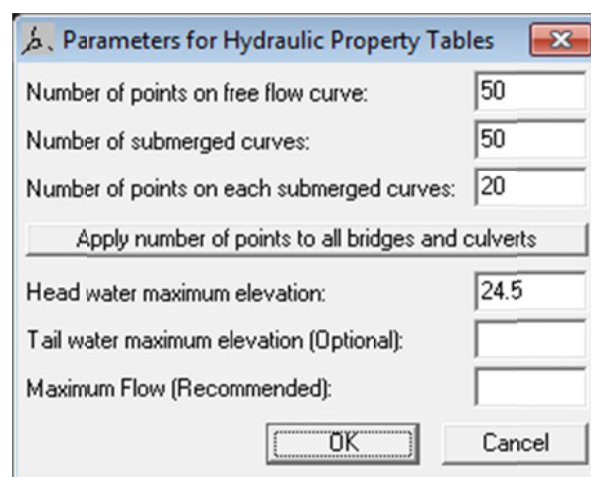 Parameters for Hydraulic Property Tables
Number of points on free flow curve: 50
Number of submerged curves: 50
Number of points on each submerged curves: 20
Apply number of points to all bridges and culverts
Head water maximum elevation: 24.5
Tail water maximum elevation (Optional):
Maximum Flow (Recommended):
OK Cancel